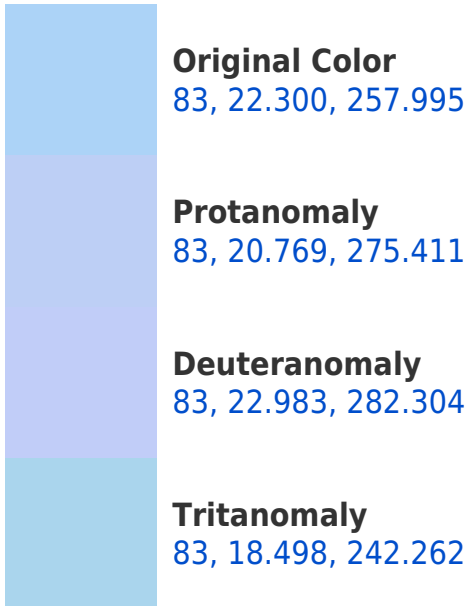 Original Color
83, 22.300, 257.995
Protanomaly
83, 20.769, 275.411
Deuteranomaly
83, 22.983, 282.304
Tritanomaly
83, 18.498, 242.262